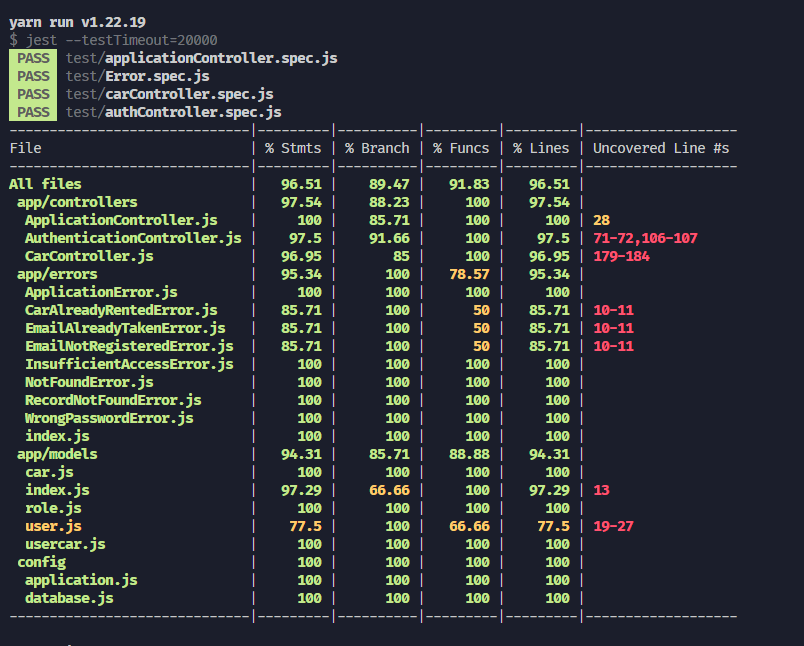 yarn run v1.22.19
$ jest --testTimeout=20000
PASS test/applicationController.spec.js
PASS test/Error.spec.js
PASS test/carController.spec.js
PASS test/authController.spec.js
------------------------------|---------|----------|---------|---------|-------------------
File                          | % Stmts | % Branch | % Funcs | % Lines | Uncovered Line #s
------------------------------|---------|----------|---------|---------|-------------------
All files                     |   96.51 |    89.47 |   91.83 |   96.51 |
 app/controllers              |   97.54 |    88.23 |     100 |   97.54 |
  ApplicationController.js    |     100 |    85.71 |     100 |     100 | 28
  AuthenticationController.js |    97.5 |    91.66 |     100 |    97.5 | 71-72,106-107
  CarController.js            |   96.95 |       85 |     100 |   96.95 | 179-184
 app/errors                   |   95.34 |      100 |   78.57 |   95.34 |
  ApplicationError.js         |     100 |      100 |     100 |     100 |
  CarAlreadyRentedError.js    |   85.71 |      100 |      50 |   85.71 | 10-11
  EmailAlreadyTakenError.js   |   85.71 |      100 |      50 |   85.71 | 10-11
  EmailNotRegisteredError.js  |   85.71 |      100 |      50 |   85.71 | 10-11
  InsufficientAccessError.js  |     100 |      100 |     100 |     100 |
  NotFoundError.js            |     100 |      100 |     100 |     100 |
  RecordNotFoundError.js      |     100 |      100 |     100 |     100 |
  WrongPasswordError.js       |     100 |      100 |     100 |     100 |
  index.js                    |     100 |      100 |     100 |     100 |
 app/models                   |   94.31 |    85.71 |   88.88 |   94.31 |
  car.js                      |     100 |      100 |     100 |     100 |
  index.js                    |   97.29 |    66.66 |     100 |   97.29 | 13
  role.js                     |     100 |      100 |     100 |     100 |
  user.js                     |    77.5 |      100 |   66.66 |    77.5 | 19-27
  usercar.js                  |     100 |      100 |     100 |     100 |
 config                       |     100 |      100 |     100 |     100 |
  application.js              |     100 |      100 |     100 |     100 |
  database.js                 |     100 |      100 |     100 |     100 |
------------------------------|---------|----------|---------|---------|-------------------